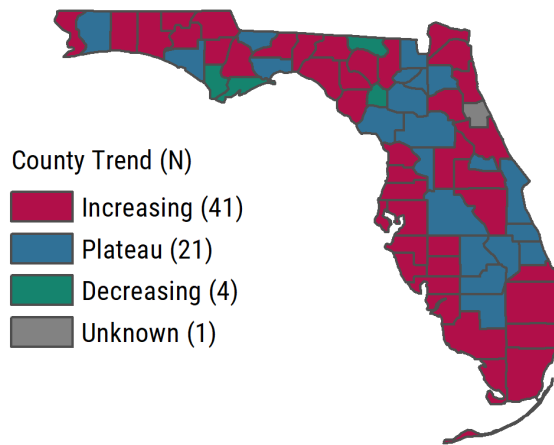 County Trend (N)
Increasing (41)
Plateau (21)
Decreasing (4)
Unknown (1)